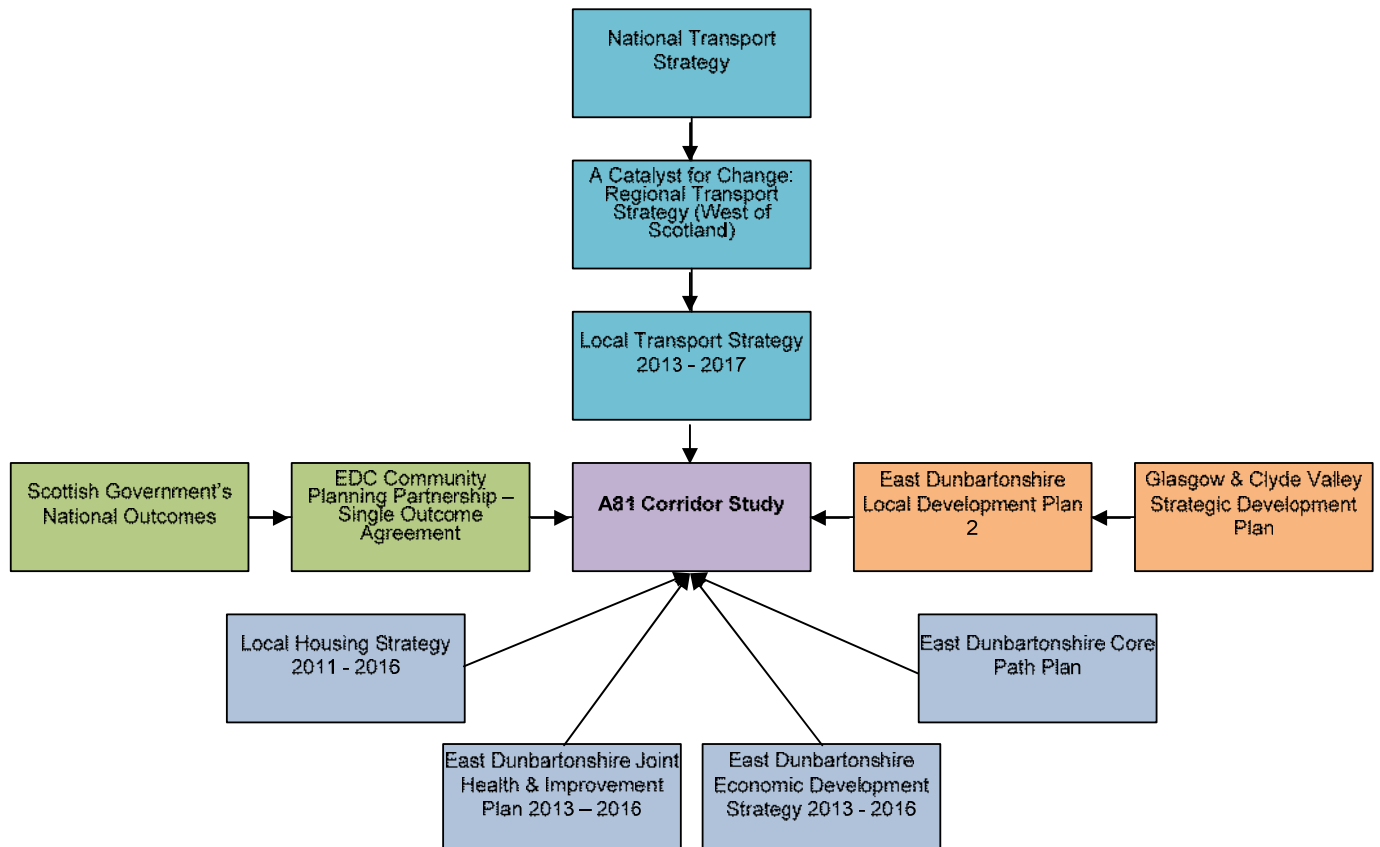 National Transport
Strategy
A Catalyst for Change:
Regional Transport
Strategy (West of
Scotland)
Local Transport Strategy
2013 - 2017
Scottish Government's
National Outcomes
EDC Community
Planning Partnership –
Single Outcome
Agreement
A81 Corridor Study
East Dunbartonshire
Local Development Plan
2
Glasgow & Clyde Valley
Strategic Development
Plan
Local Housing Strategy
2011 - 2016
East Dunbartonshire Core
Path Plan
East Dunbartonshire Joint
Health & Improvement
Plan 2013 – 2016
East Dunbartonshire
Economic Development
Strategy 2013 - 2016